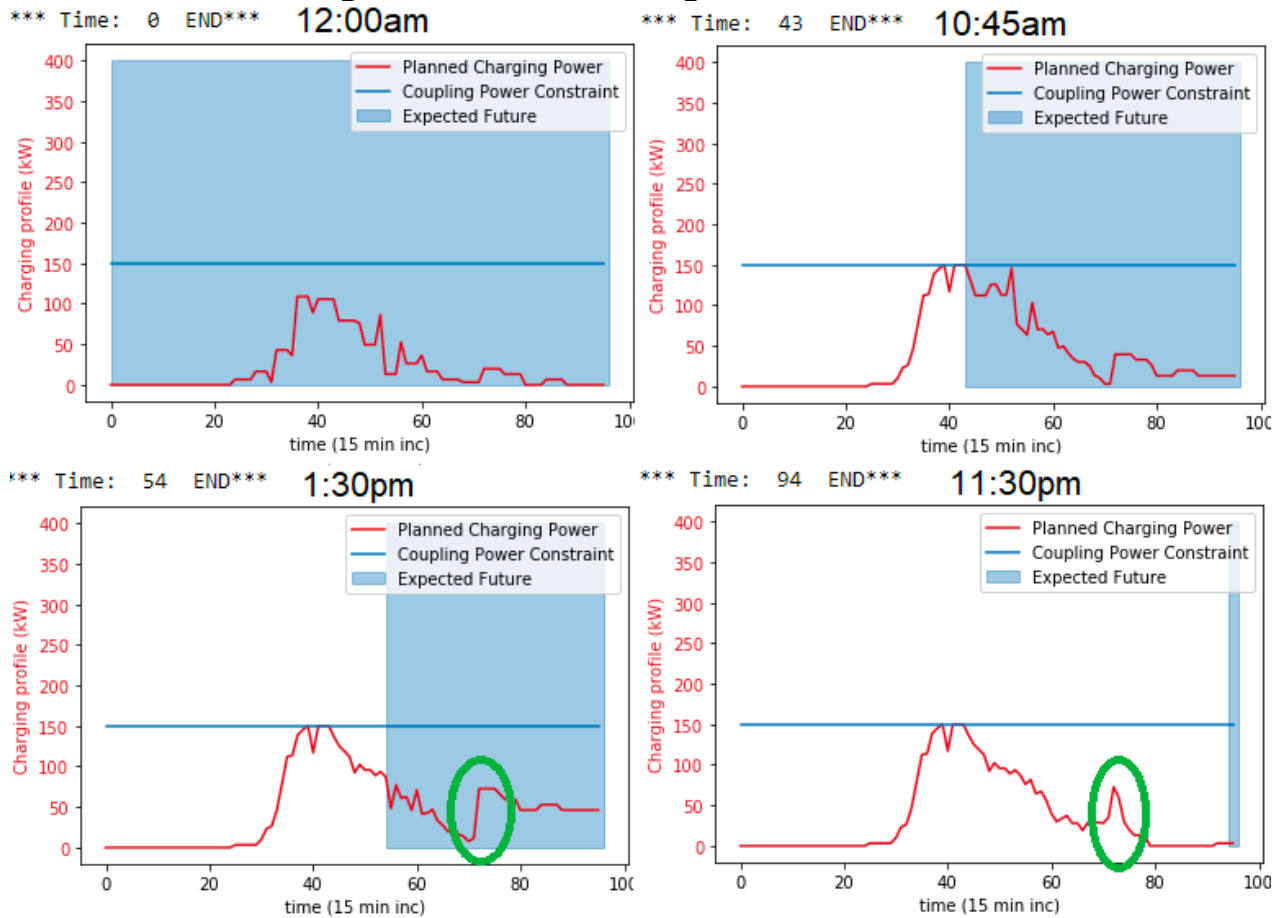 *** Time: 0 END*** 12:00am
400
350
300
250
200
150
100
50
0
Charging profile (kW)
Planned Charging Power
Coupling Power Constraint
Expected Future
0 20 40 60 80 100
time (15 min inc)
*** Time: 43 END*** 10:45am
400
350
300
250
200
150
100
50
0
Charging profile (kW)
Planned Charging Power
Coupling Power Constraint
Expected Future
0 20 40 60 80 100
time (15 min inc)
*** Time: 54 END*** 1:30pm
400
350
300
250
200
150
100
50
0
Charging profile (kW)
Planned Charging Power
Coupling Power Constraint
Expected Future
0 20 40 60 80 100
time (15 min inc)
*** Time: 94 END*** 11:30pm
400
350
300
250
200
150
100
50
0
Charging profile (kW)
Planned Charging Power
Coupling Power Constraint
Expected Future
0 20 40 60 80 100
time (15 min inc)